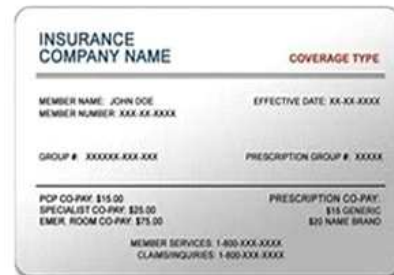 INSURANCE
COMPANY NAME
COVERAGE TYPE
MEMBER NAME: JOHN DOE
EFFECTIVE DATE: XX-XX-XXXX
MEMBER NUMBER: XXX-XX-XXXX
GROUP #: XXXXXX-XXX-XXX
PRESCRIPTION GROUP #: XXXXX
PCP CO-PAY: $15.00
SPECIALIST CO-PAY: $25.00
EMER. ROOM CO-PAY: $75.00
PRESCRIPTION CO-PAY:
$15 GENERIC
$20 NAME BRAND
MEMBER SERVICES: 1-800-XXX-XXXX
CLAIMS/INQUIRIES: 1-800-XXX-XXXX